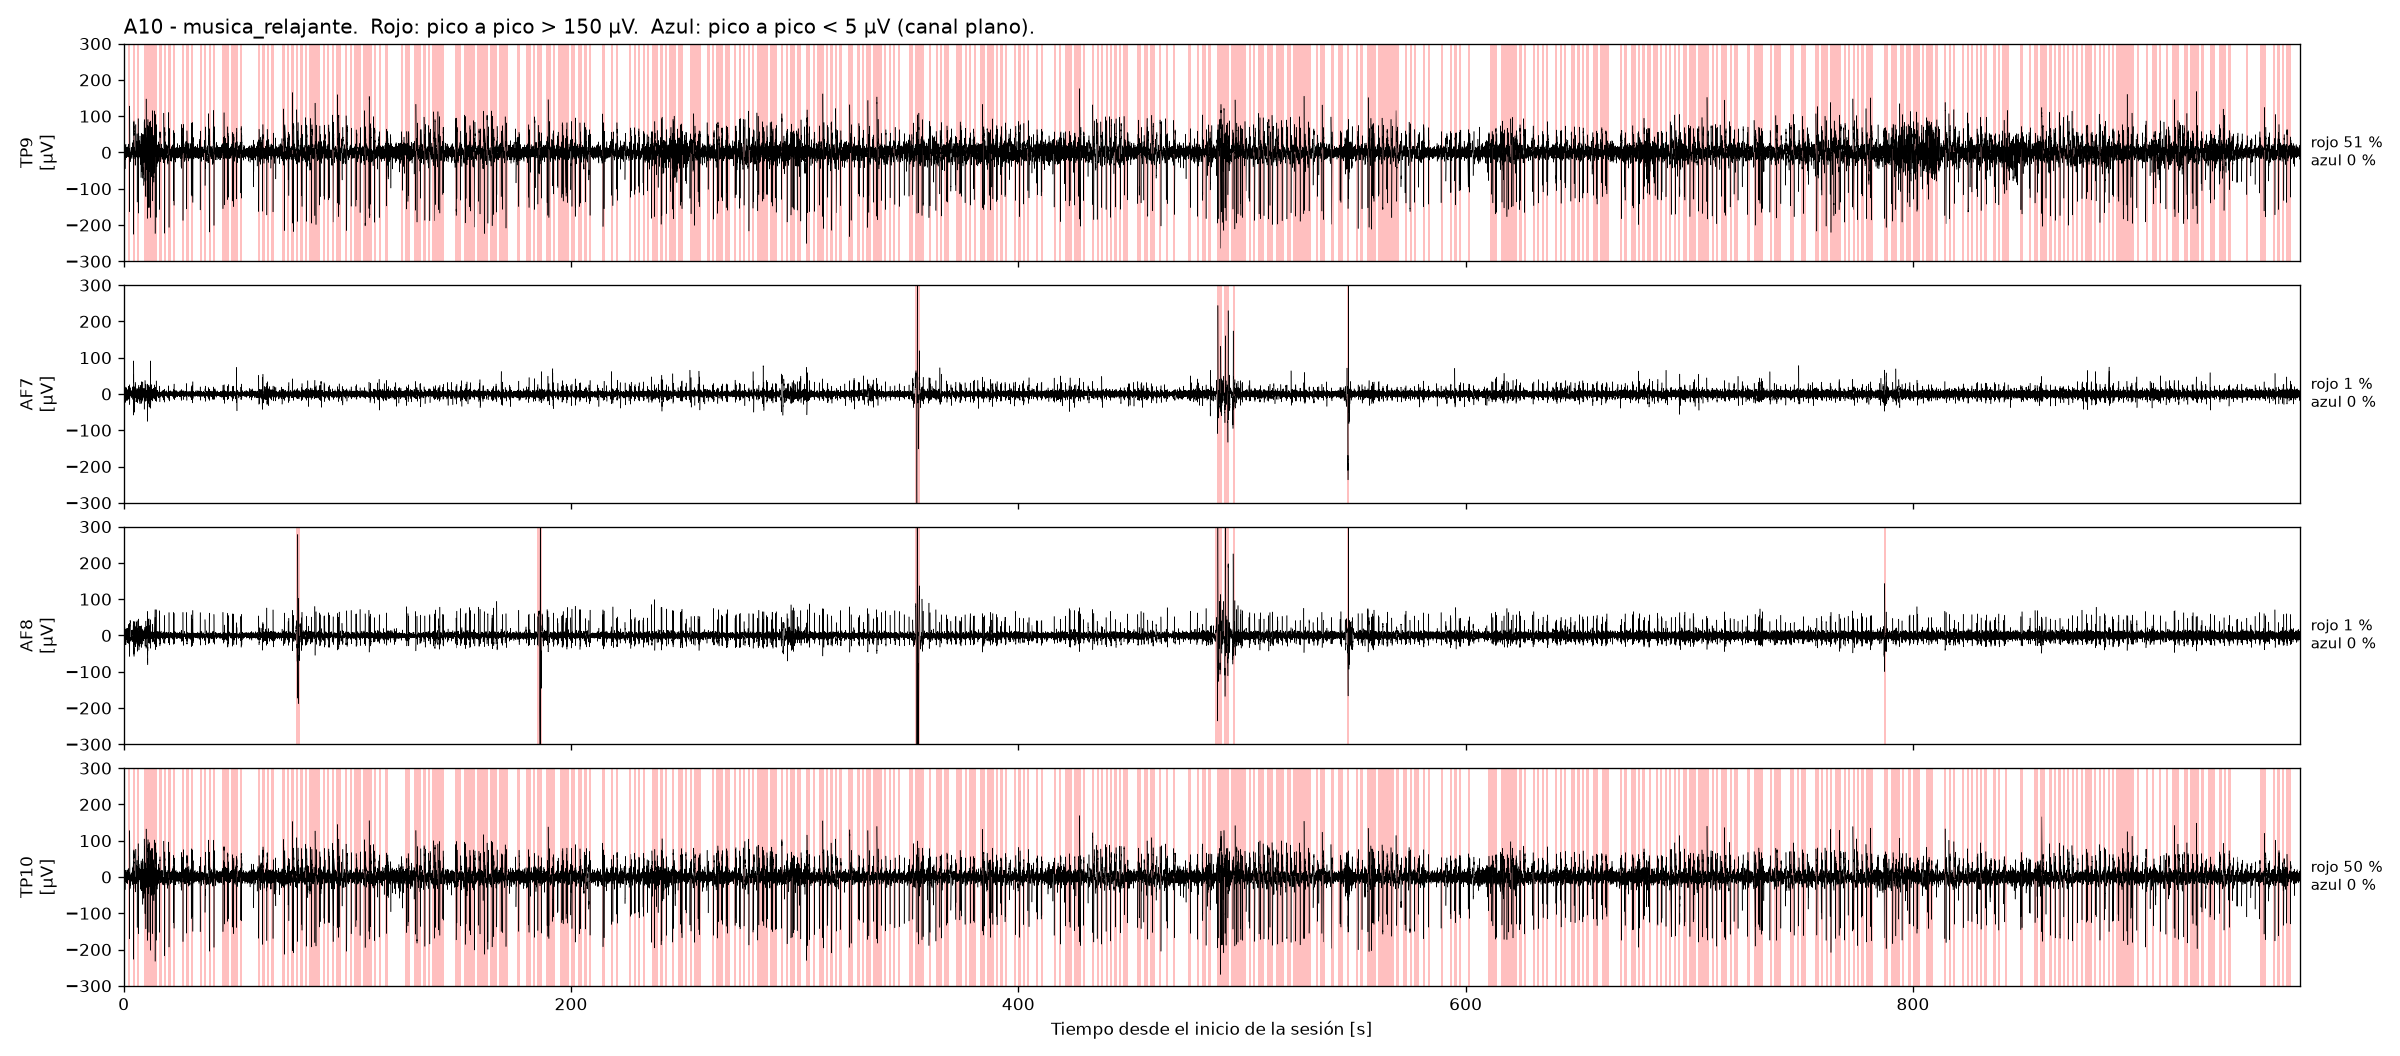 A10 - musica_relajante.  Rojo: pico a pico > 150 µV.  Azul: pico a pico < 5 µV (canal plano).
300
200
100
0
−100
−200
−300
TP9
[µV]
rojo 51 %
azul 0 %
300
200
100
0
−100
−200
−300
AF7
[µV]
rojo 1 %
azul 0 %
300
200
100
0
−100
−200
−300
AF8
[µV]
rojo 1 %
azul 0 %
300
200
100
0
−100
−200
−300
TP10
[µV]
rojo 50 %
azul 0 %
0
200
400
600
800
Tiempo desde el inicio de la sesión [s]